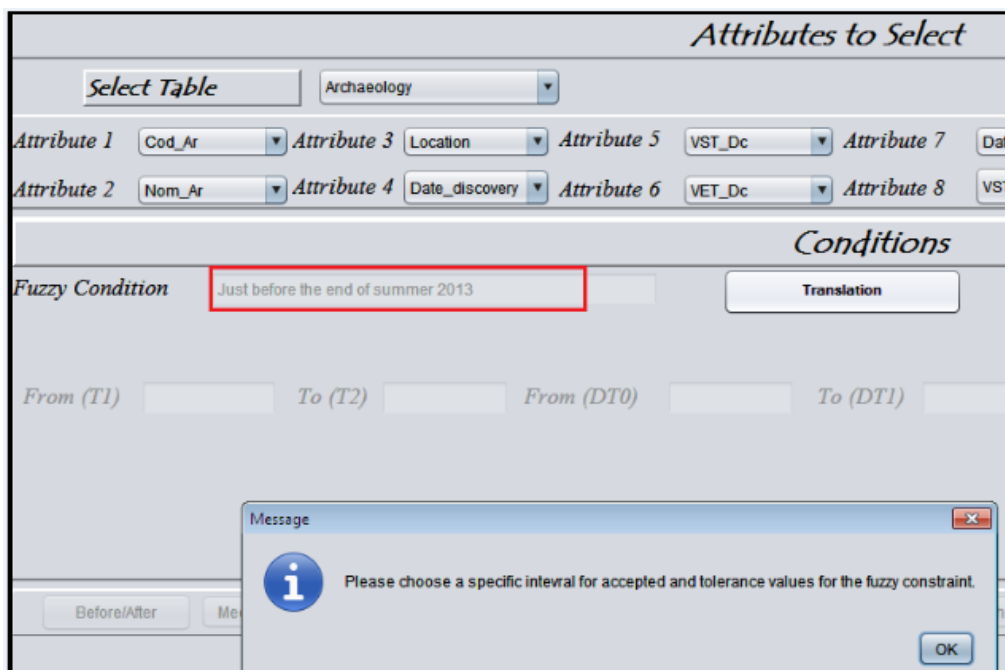 Attributes to Select
Select Table Archaeology
Attribute 1 Cod_Ar Attribute 3 Location Attribute 5 VST_Dc Attribute 7 Dat
Attribute 2 Nom_Ar Attribute 4 Date_discovery Attribute 6 VET_Dc Attribute 8 VST
Conditions
Fuzzy Condition Just before the end of summer 2013 Translation
From (T1) To (T2) From (DT0) To (DT1)
Message
Please choose a specific intevral for accepted and tolerance values for the fuzzy constraint.
Before/After
OK